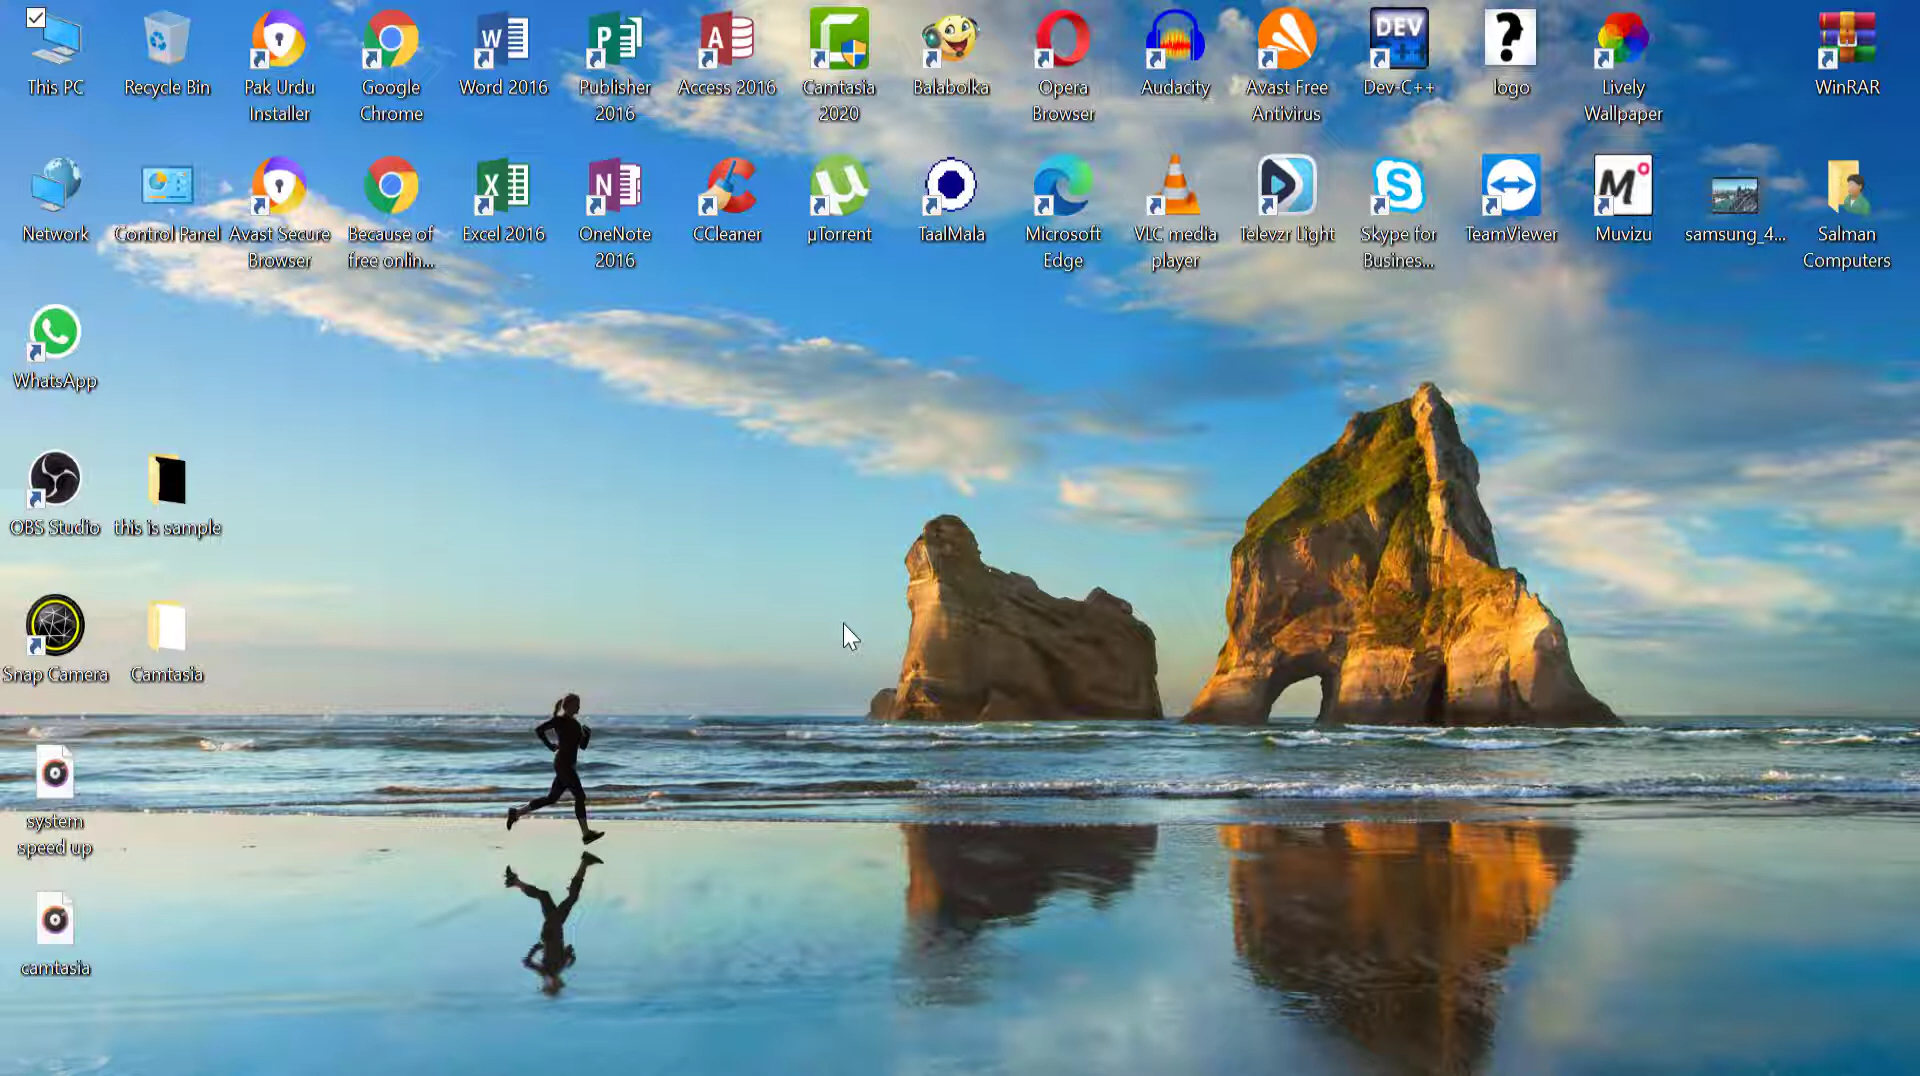 This PC
Recycle Bin
Pak Urdu
Installer
Google
Chrome
Word 2016
Publisher
2016
Access 2016
Camtasia
2020
Balabolka
Opera
Browser
Audacity
Avast Free
Antivirus
DEV
Dev-C++
logo
Lively
Wallpaper
WinRAR
Network
Control Panel
Avast Secure
Browser
Because of
free onlin...
Excel 2016
OneNote
2016
CCleaner
µTorrent
TaalMala
Microsoft
Edge
VLC media
player
Televzr Light
Skype for
Busines...
TeamViewer
Muvizu
samsung_4...
Salman
Computers
WhatsApp
OBS Studio
this is sample
Snap Camera
Camtasia
system
speed up
camtasia